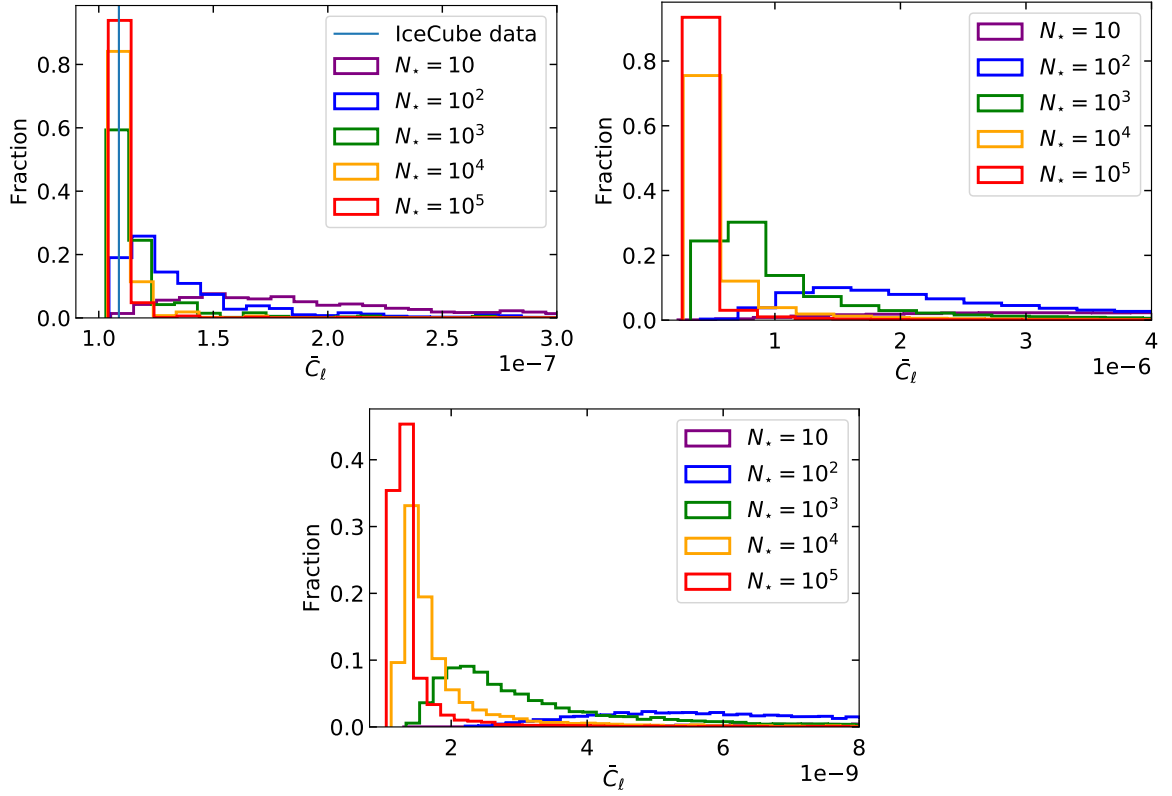 Fraction
0.0
0.2
0.4
0.6
0.8
1.0
1.5
2.0
2.5
3.0
1e-7
C̄ℓ
IceCube data
N⋆ = 10
N⋆ = 10²
N⋆ = 10³
N⋆ = 10⁴
N⋆ = 10⁵
Fraction
0.0
0.2
0.4
0.6
0.8
1
2
3
4
1e-6
C̄ℓ
N⋆ = 10
N⋆ = 10²
N⋆ = 10³
N⋆ = 10⁴
N⋆ = 10⁵
Fraction
0.0
0.1
0.2
0.3
0.4
2
4
6
8
1e-9
C̄ℓ
N⋆ = 10
N⋆ = 10²
N⋆ = 10³
N⋆ = 10⁴
N⋆ = 10⁵